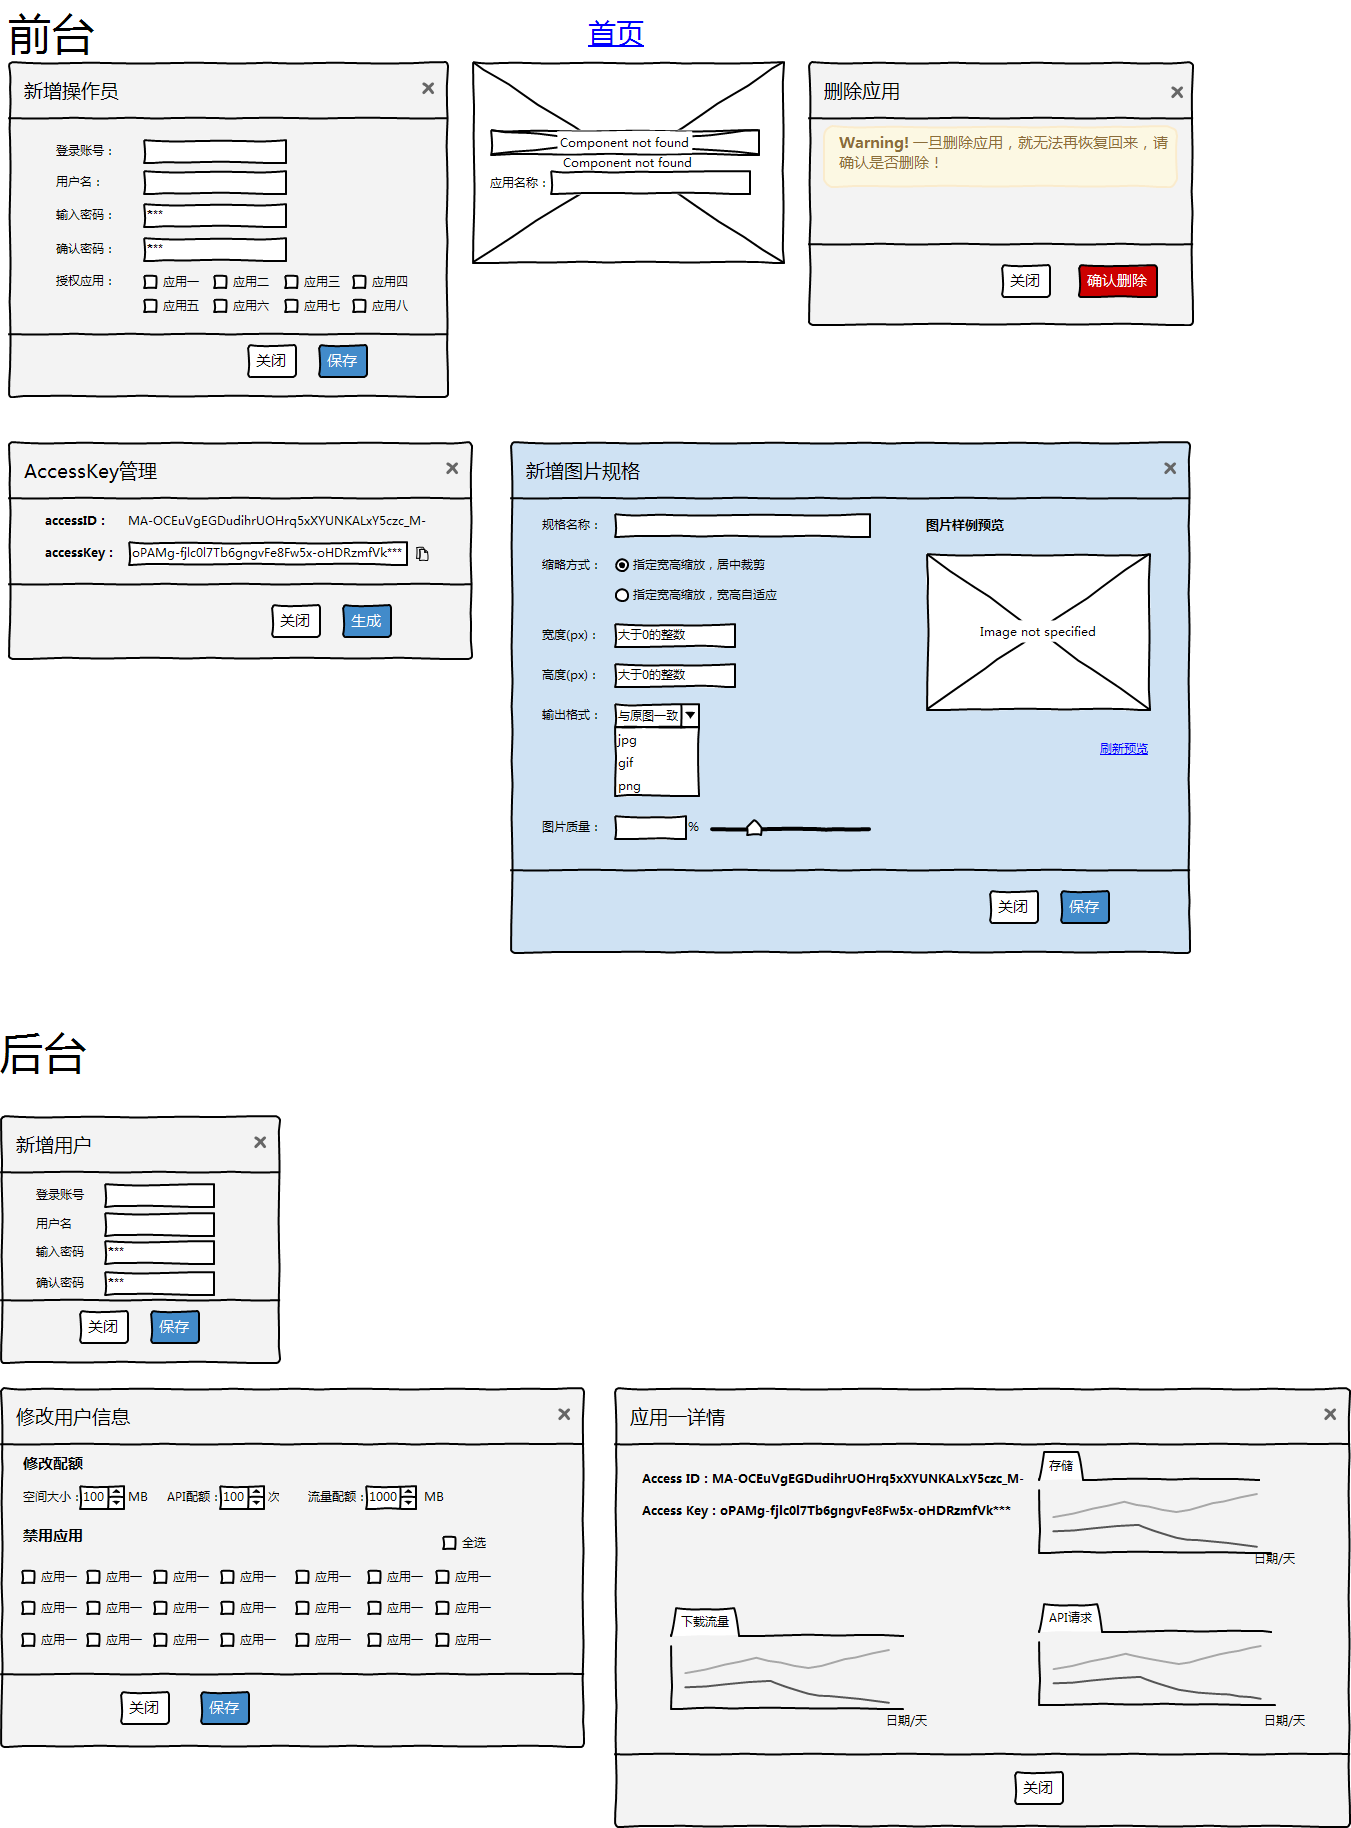 前台
首页
新增操作员
登录账号：
用户名：
输入密码：
***
确认密码：
***
授权应用：
应用一 应用二 应用三 应用四
应用五 应用六 应用七 应用八
关闭 保存
Component not found
Component not found
应用名称：
删除应用
Warning! 一旦删除应用，就无法再恢复回来，请
确认是否删除！
关闭 确认删除
AccessKey管理
accessID： MA-OCEuVgEGDudihrUOHrq5xXYUNKALxY5czc_M-
accessKey： oPAMg-fjlc0l7Tb6gngvFe8Fw5x-oHDRzmfVk***
关闭 生成
新增图片规格
规格名称：
缩略方式： 指定宽高缩放，居中裁剪
指定宽高缩放，宽高自适应
宽度(px)： 大于0的整数
高度(px)： 大于0的整数
输出格式： 与原图一致
jpg
gif
png
图片质量： %
图片样例预览
Image not specified
刷新预览
关闭 保存
后台
新增用户
登录账号
用户名
输入密码 ***
确认密码 ***
关闭 保存
修改用户信息
修改配额
空间大小：100 MB API配额：100 次 流量配额：1000 MB
禁用应用
全选
应用一 应用一 应用一 应用一 应用一 应用一 应用一
应用一 应用一 应用一 应用一 应用一 应用一 应用一
应用一 应用一 应用一 应用一 应用一 应用一 应用一
关闭 保存
应用一详情
Access ID：MA-OCEuVgEGDudihrUOHrq5xXYUNKALxY5czc_M-
Access Key：oPAMg-fjlc0l7Tb6gngvFe8Fw5x-oHDRzmfVk***
存储
日期/天
下载流量
日期/天
API请求
日期/天
关闭